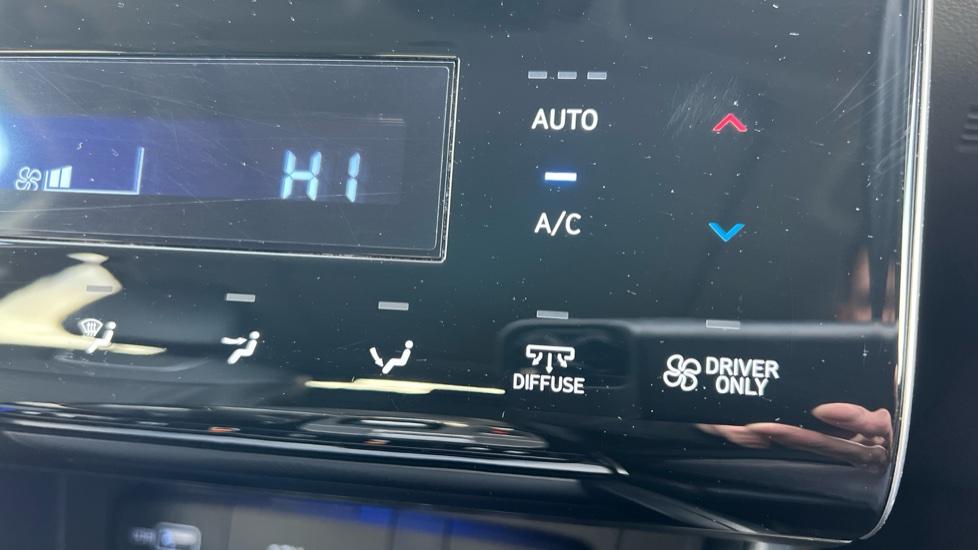 AUTO
HI
A/C
DIFFUSE
DRIVER
ONLY